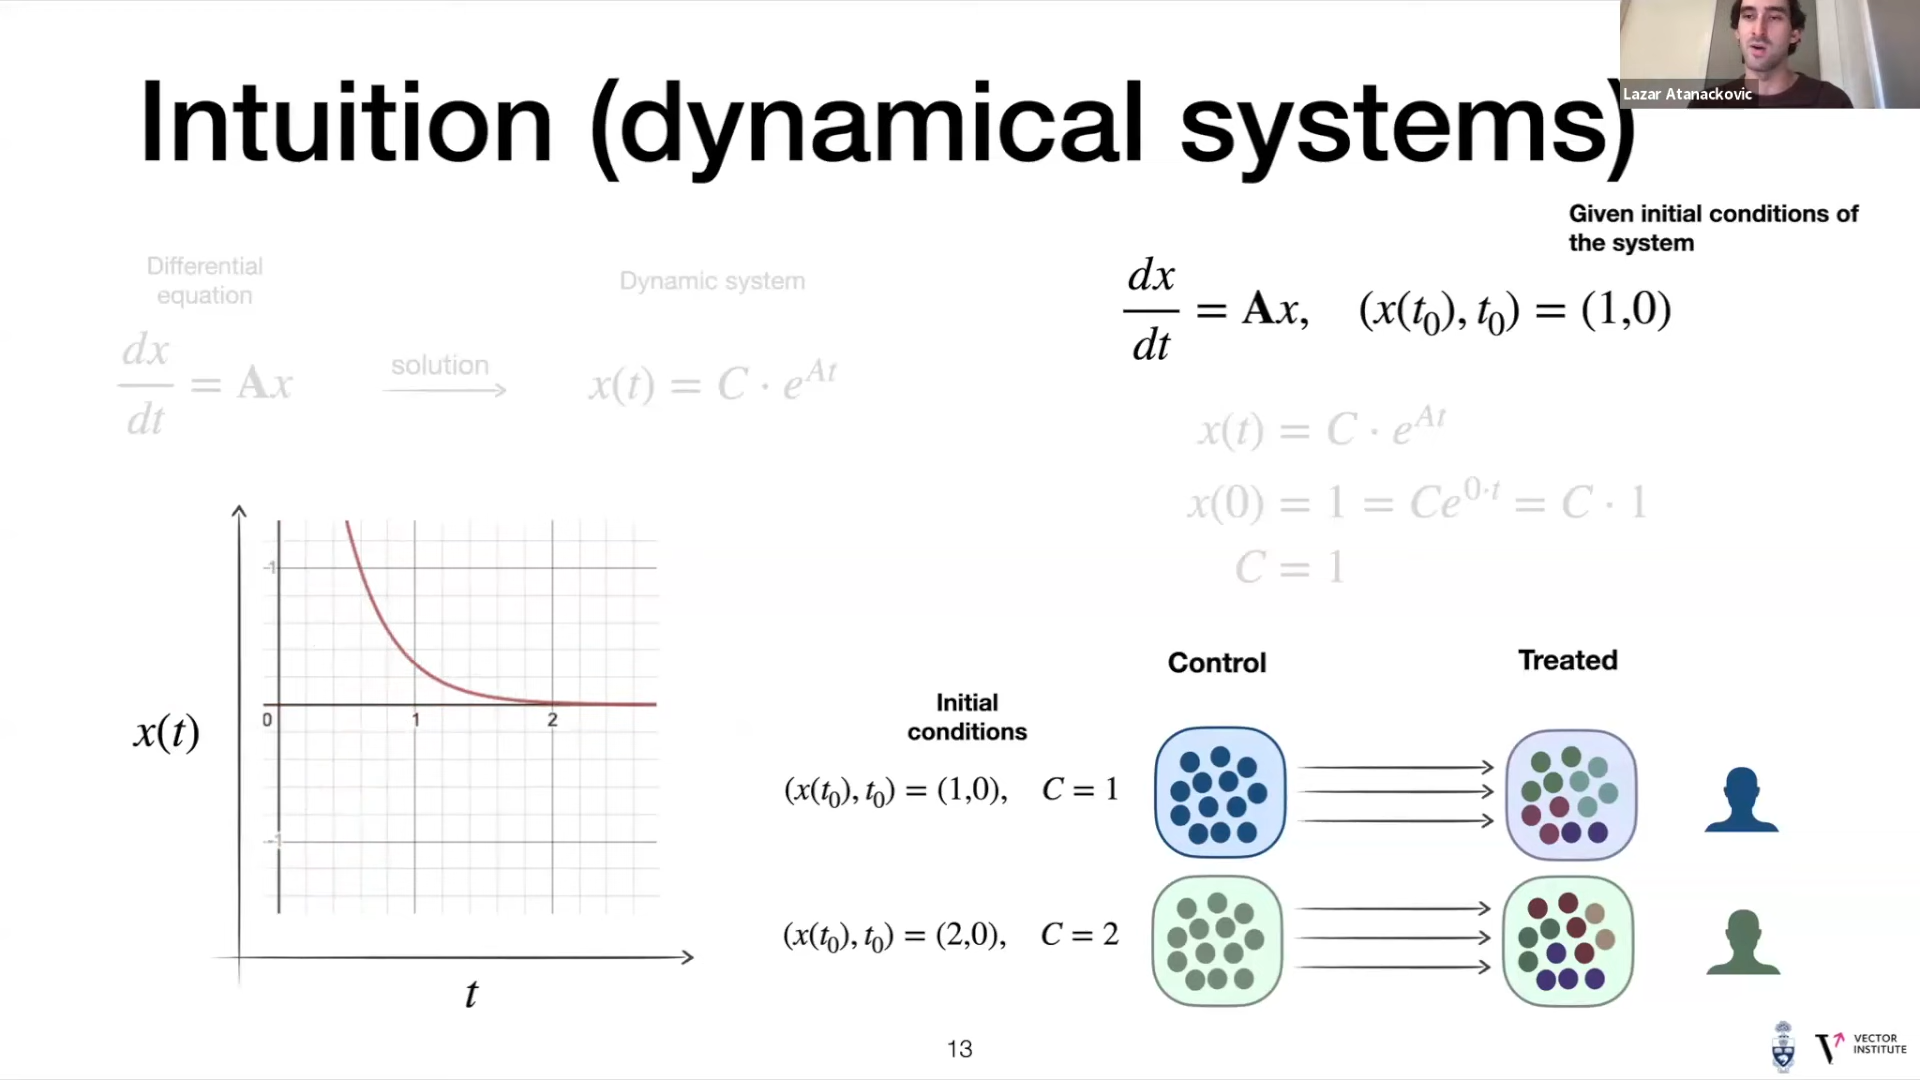 Lazar Atanackovic
Intuition (dynamical systems)
Given initial conditions of
the system
dx/dt = Ax, (x(t₀), t₀) = (1,0)
Differential
equation
Dynamic system
dx/dt = Ax
solution
x(t) = C · e^{At}
x(t) = C · e^{At}
x(0) = 1 = Ce^{0·t} = C · 1
C = 1
-1
0
1
2
-1
x(t)
t
Control
Treated
Initial
conditions
(x(t₀), t₀) = (1,0), C = 1
(x(t₀), t₀) = (2,0), C = 2
13
VECTOR
INSTITUTE